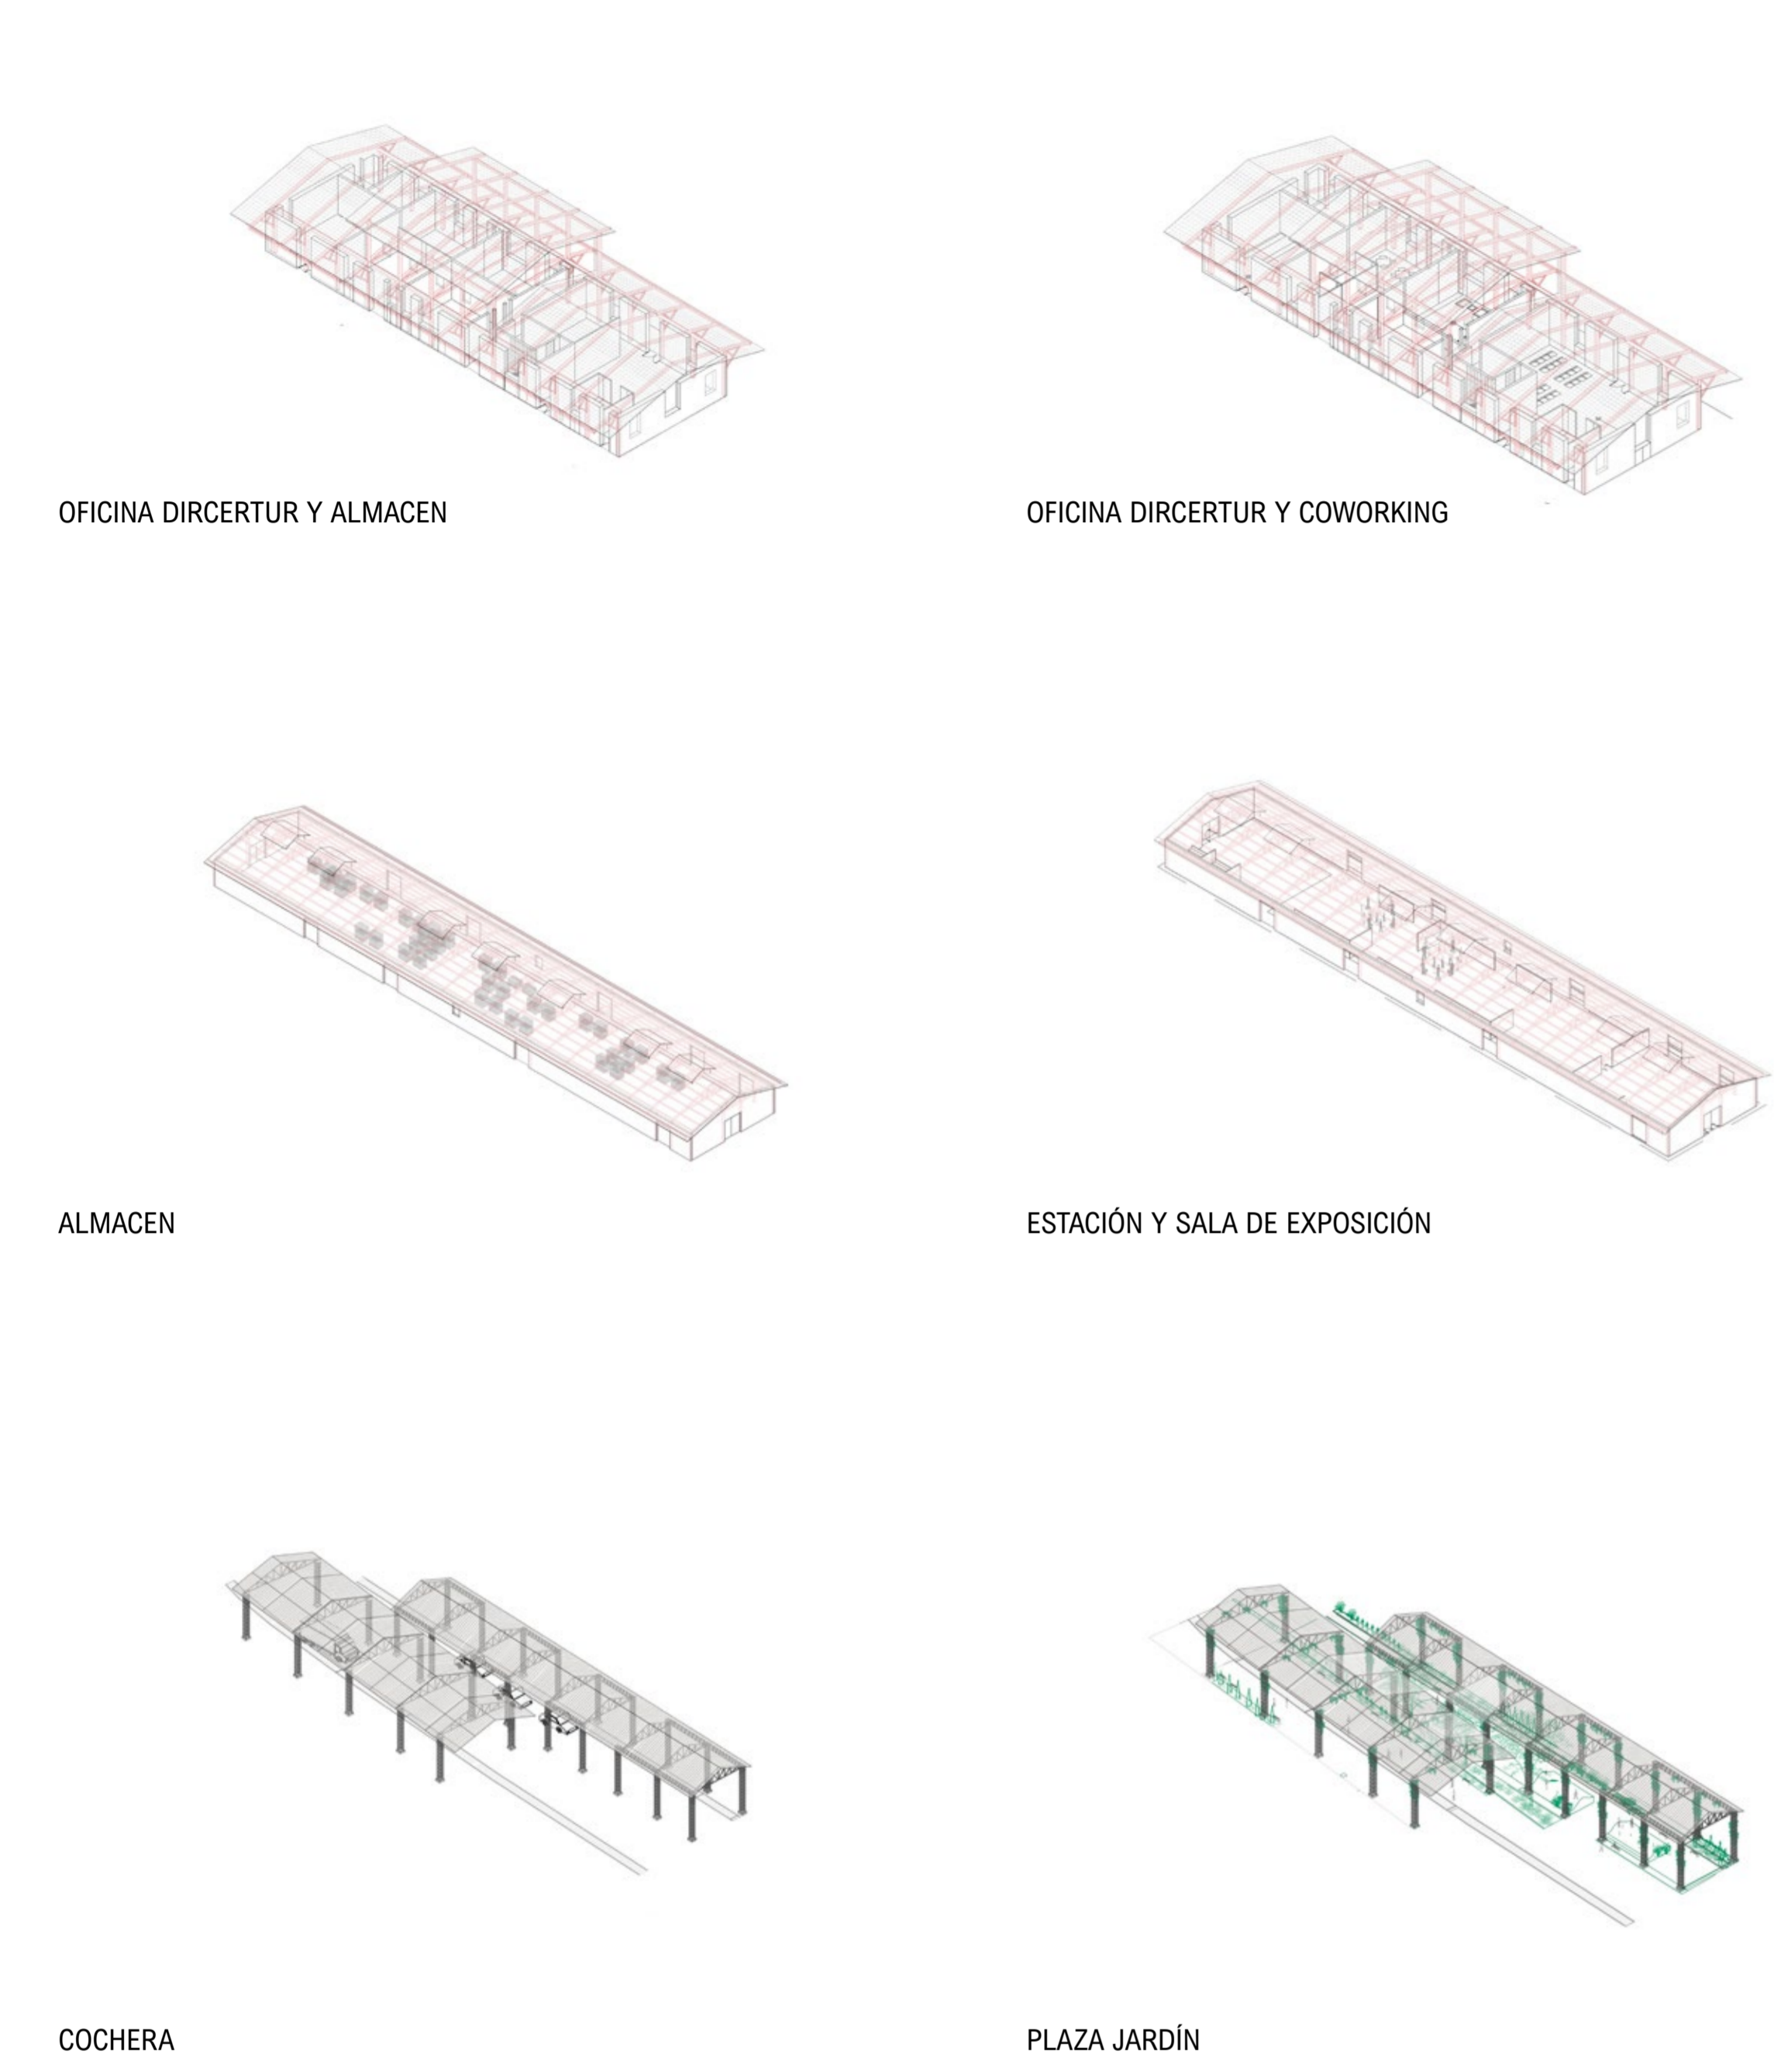 OFICINA DIRCERTUR Y ALMACEN
OFICINA DIRCERTUR Y COWORKING
ALMACEN
ESTACIÓN Y SALA DE EXPOSICIÓN
COCHERA
PLAZA JARDÍN